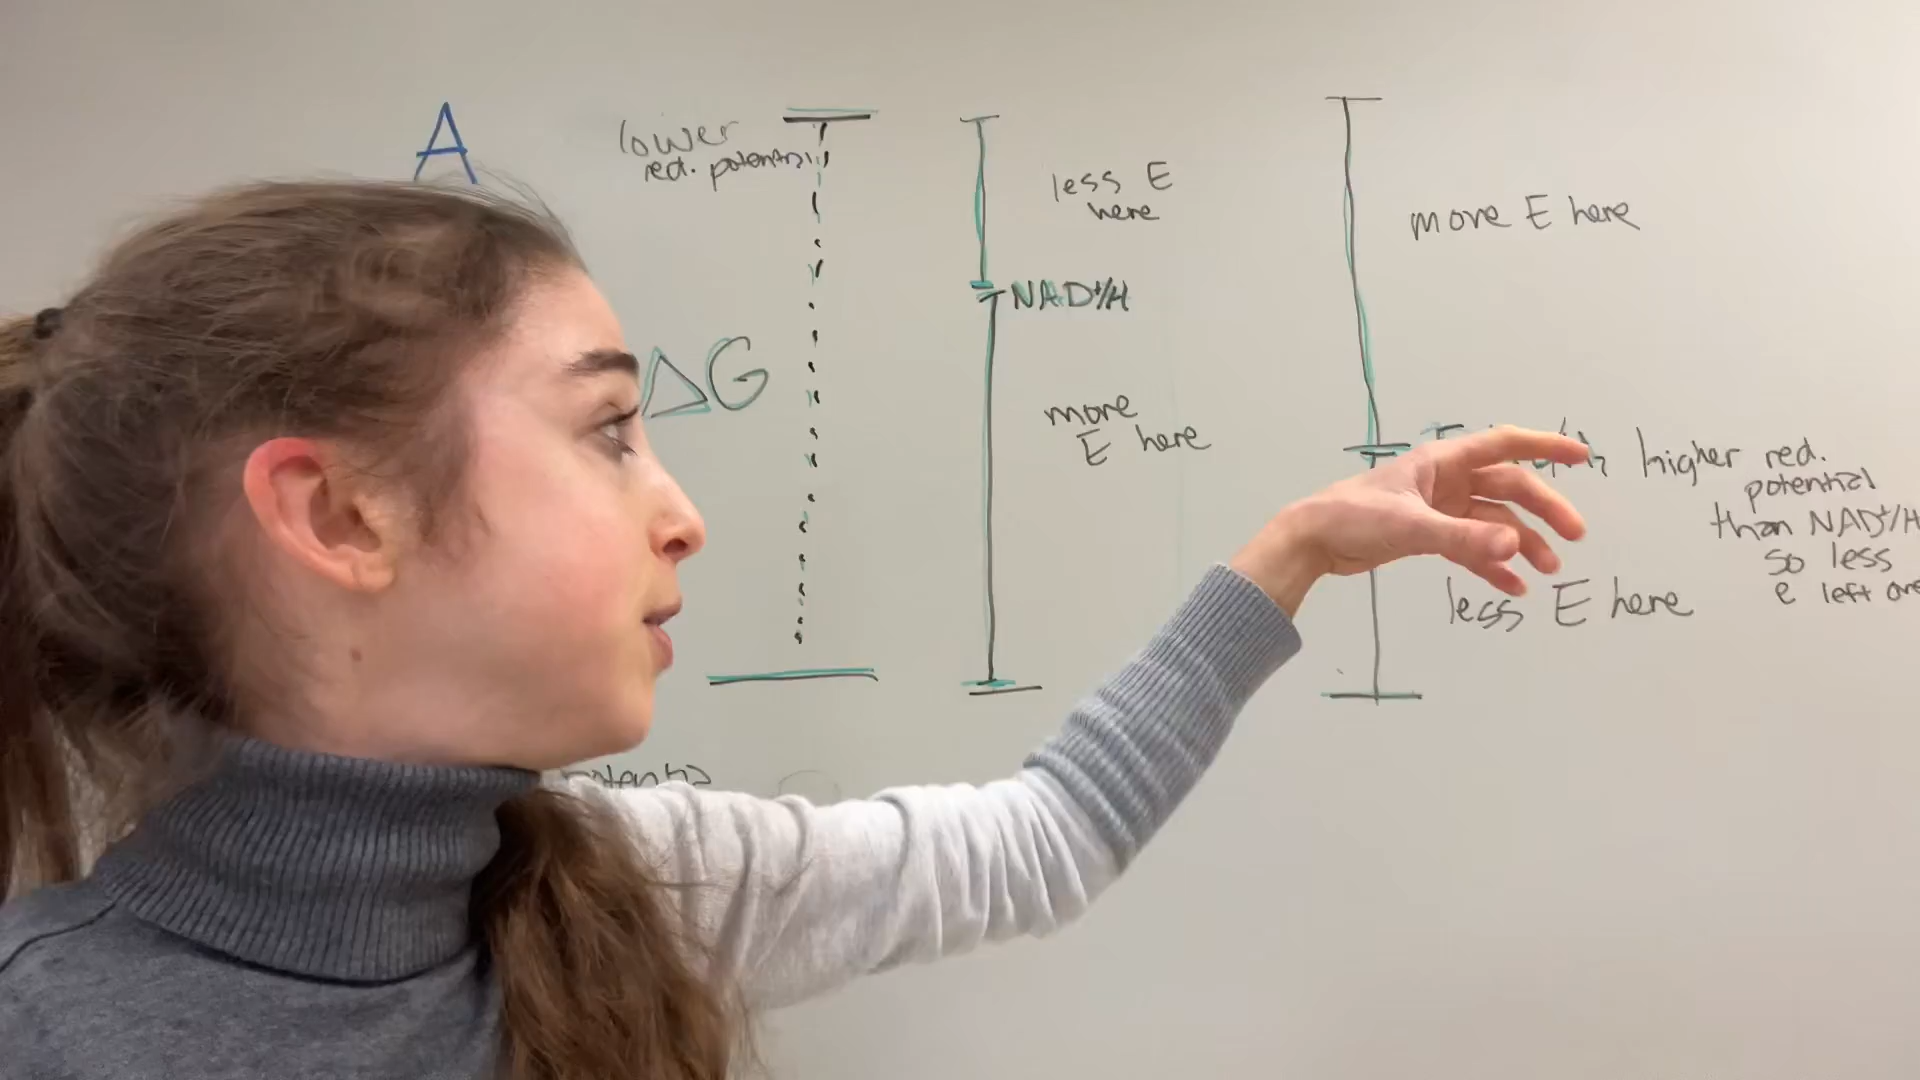 A
lower
red. potential
less E
here
more E here
NAD⁺/H
ΔG
more
E here
higher red.
potential
than NAD⁺/H
so less
e left
less E here